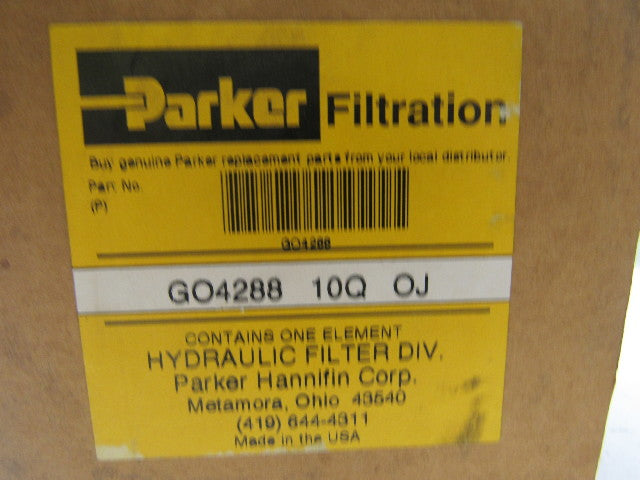 Parker Filtration
Buy genuine Parker replacement parts from your local distributor.
Part. No.
(P)
GO4288
GO4288 10Q OJ
CONTAINS ONE ELEMENT
HYDRAULIC FILTER DIV.
Parker Hannifin Corp.
Metamora, Ohio 43540
(419) 644-4311
Made in the USA